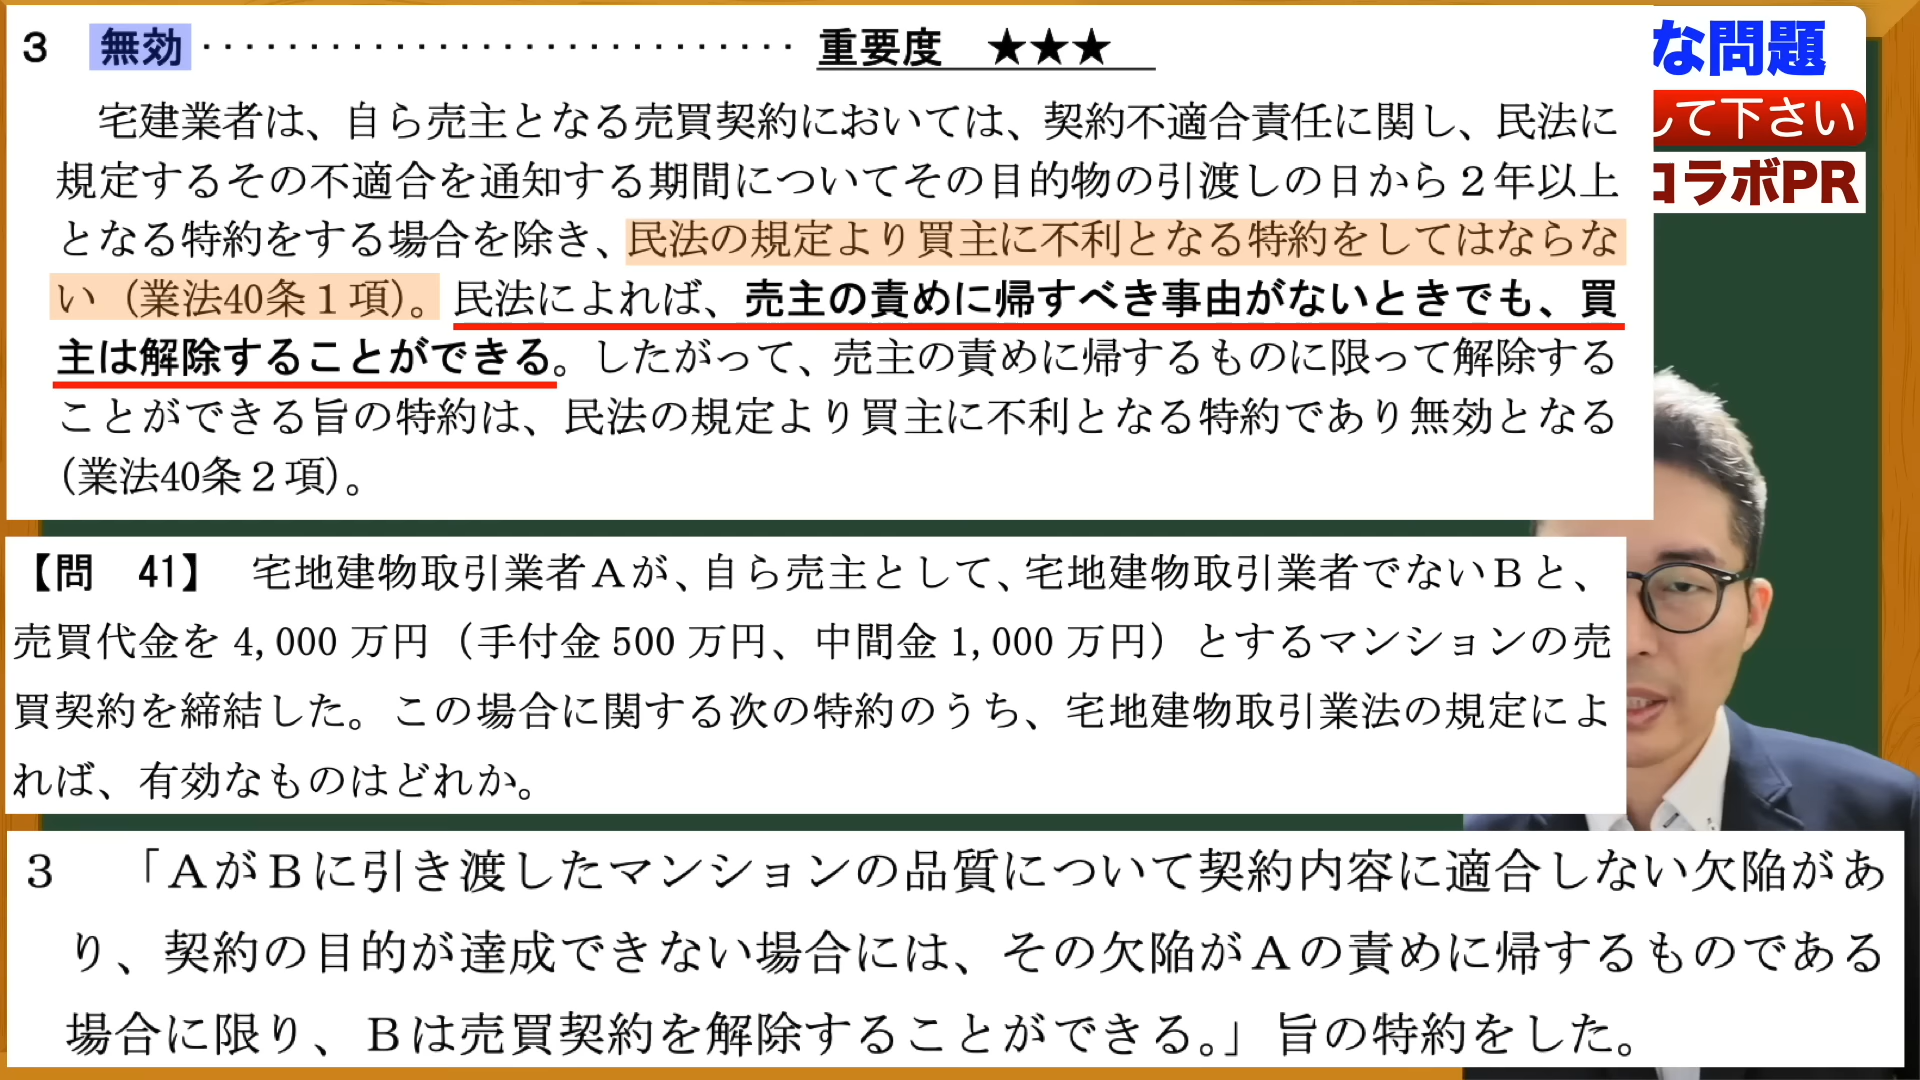 3 無効 ···························· 重要度 ★★★
宅建業者は、自ら売主となる売買契約においては、契約不適合責任に関し、民法に
規定するその不適合を通知する期間についてその目的物の引渡しの日から2年以上
となる特約をする場合を除き、民法の規定より買主に不利となる特約をしてはならな
い(業法40条1項)。民法によれば、売主の責めに帰すべき事由がないときでも、買
主は解除することができる。したがって、売主の責めに帰するものに限って解除する
ことができる旨の特約は、民法の規定より買主に不利となる特約であり無効となる
(業法40条2項)。
な問題
して下さい
コラボPR
【問 41】 宅地建物取引業者Aが、自ら売主として、宅地建物取引業者でないBと、
売買代金を 4,000 万円(手付金 500 万円、中間金 1,000 万円)とするマンションの売
買契約を締結した。この場合に関する次の特約のうち、宅地建物取引業法の規定によ
れば、有効なものはどれか。
3 「AがBに引き渡したマンションの品質について契約内容に適合しない欠陥があ
り、契約の目的が達成できない場合には、その欠陥がAの責めに帰するものである
場合に限り、Bは売買契約を解除することができる。」旨の特約をした。